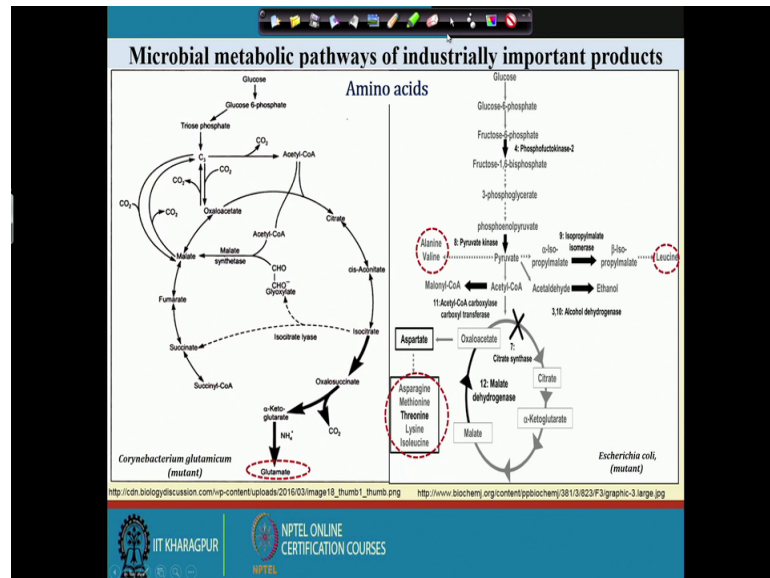 Microbial metabolic pathways of industrially important products
Amino acids
Glucose
Glucose 6-phosphate
Triose phosphate
CO2
C3
Acetyl-CoA
CO2
CO2
CO2
CO2
Oxaloacetate
Citrate
Acetyl-CoA
Malate
Malate
synthetase
CHO
CHO-
Glyoxylate
cis-Aconitate
Fumarate
Isocitrate
Isocitrate lyase
Succinate
Succinyl-CoA
Oxalosuccinate
α-Keto-
glutarate
CO2
NH4+
Glutamate
Corynebacterium glutamicum
(mutant)
Glucose
Glucose-6-phosphate
Fructose-6-phosphate
4: Phosphofuctokinase-2
Fructose-1,6-bisphosphate
3-phosphoglycerate
phosphoenolpyruvate
8: Pyruvate kinase
9: Isopropylmalate
isomerase
Alanine
Valine
Pyruvate
α-Iso-
propylmalate
β-Iso-
propylmalate
Leucine
Malonyl-CoA
Acetyl-CoA
Acetaldehyde
Ethanol
11:Acetyl-CoA carboxylase
carboxyl transferase
3,10: Alcohol dehydrogenase
Aspartate
Oxaloacetate
7:
Citrate synthase
Asparagine
Methionine
Threonine
Lysine
Isoleucine
12: Malate
dehydrogenase
Citrate
α-Ketoglutarate
Malate
Escherichia coli,
(mutant)
http://cdn.biologydiscussion.com/wp-content/uploads/2016/03/image18_thumb1_thumb.png
http://www.biochemj.org/content/ppbiochemj/381/3/823/F3/graphic-3.large.jpg
IIT KHARAGPUR
NPTEL
NPTEL ONLINE
CERTIFICATION COURSES